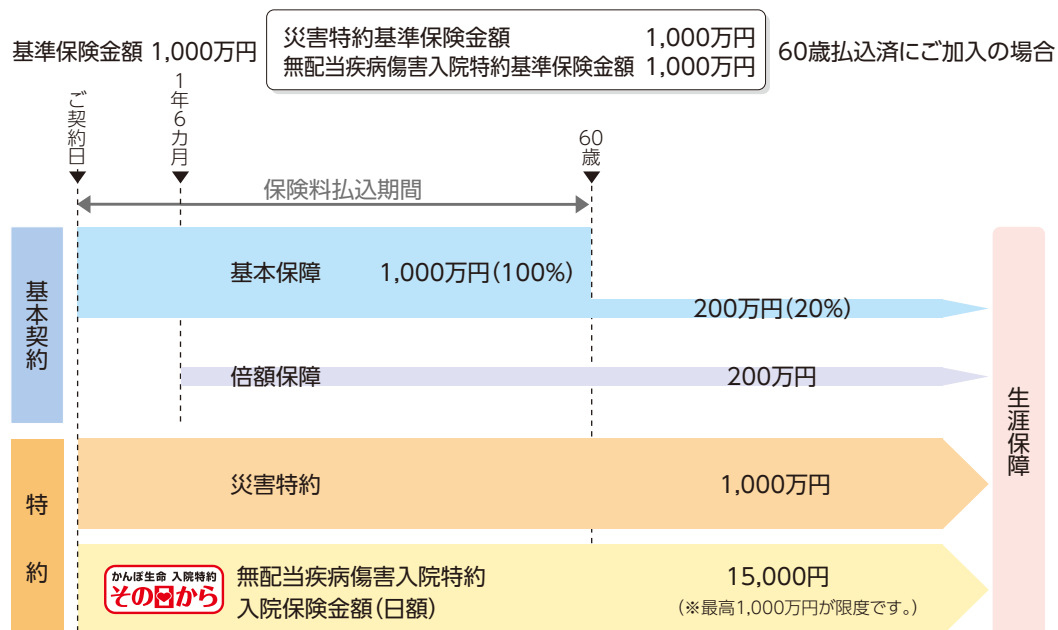 基準保険金額 1,000万円
災害特約基準保険金額 1,000万円
無配当疾病傷害入院特約基準保険金額 1,000万円
60歳払込済にご加入の場合
ご契約日
1年6カ月
60歳
保険料払込期間
基本契約
基本保障 1,000万円(100%)
200万円(20%)
倍額保障 200万円
生涯保障
特約
災害特約 1,000万円
かんぽ生命 入院特約
その日から
無配当疾病傷害入院特約 15,000円
入院保険金額(日額) (※最高1,000万円が限度です。)